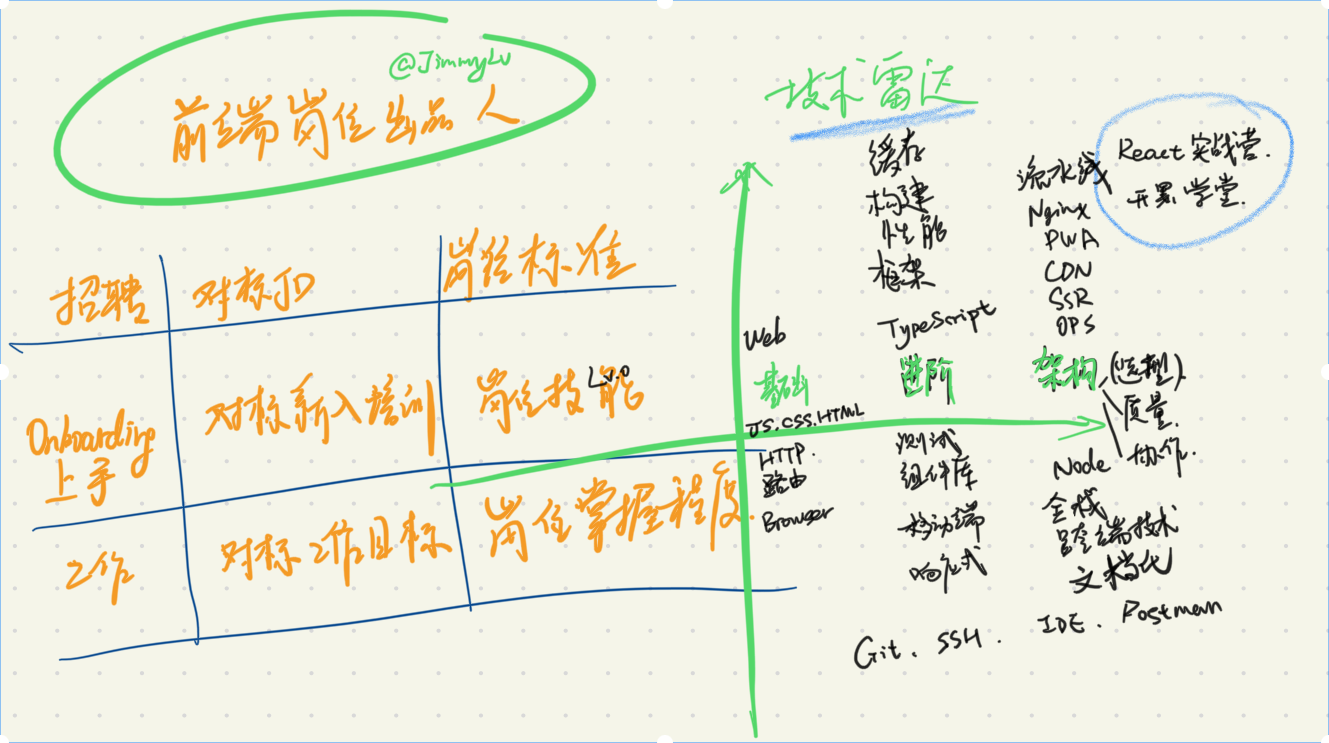 @JimmyLv
前端岗位出品人
招聘 对标JD 岗位标准
Onboarding 对标新人培训 岗位技能 Lv.0
上手
工作 对标工作目标 岗位掌握程度
技术雷达
React 实战营.
开课学堂.
Web
基础
JS.CSS.HTML
HTTP.
路由
Browser
缓存
构建
性能
框架
TypeScript
进阶
测试
组件库
移动端
响应式
流水线
Nginx
PWA
CDN
SSR
OPS
架构 (选型)
质量.
协作.
Node
全栈
跨端技术
文档化
Git. SSH. IDE. Postman